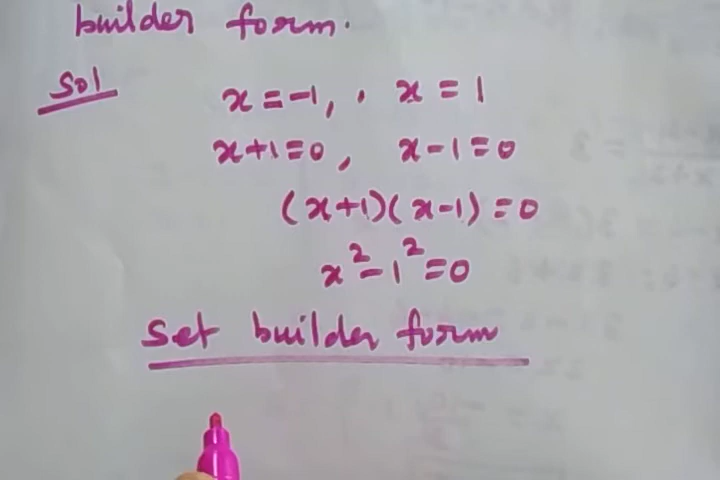 builder form.
Sol
x=-1, x=1
x+1=0, x-1=0
(x+1)(x-1)=0
x²-1²=0
Set builder form